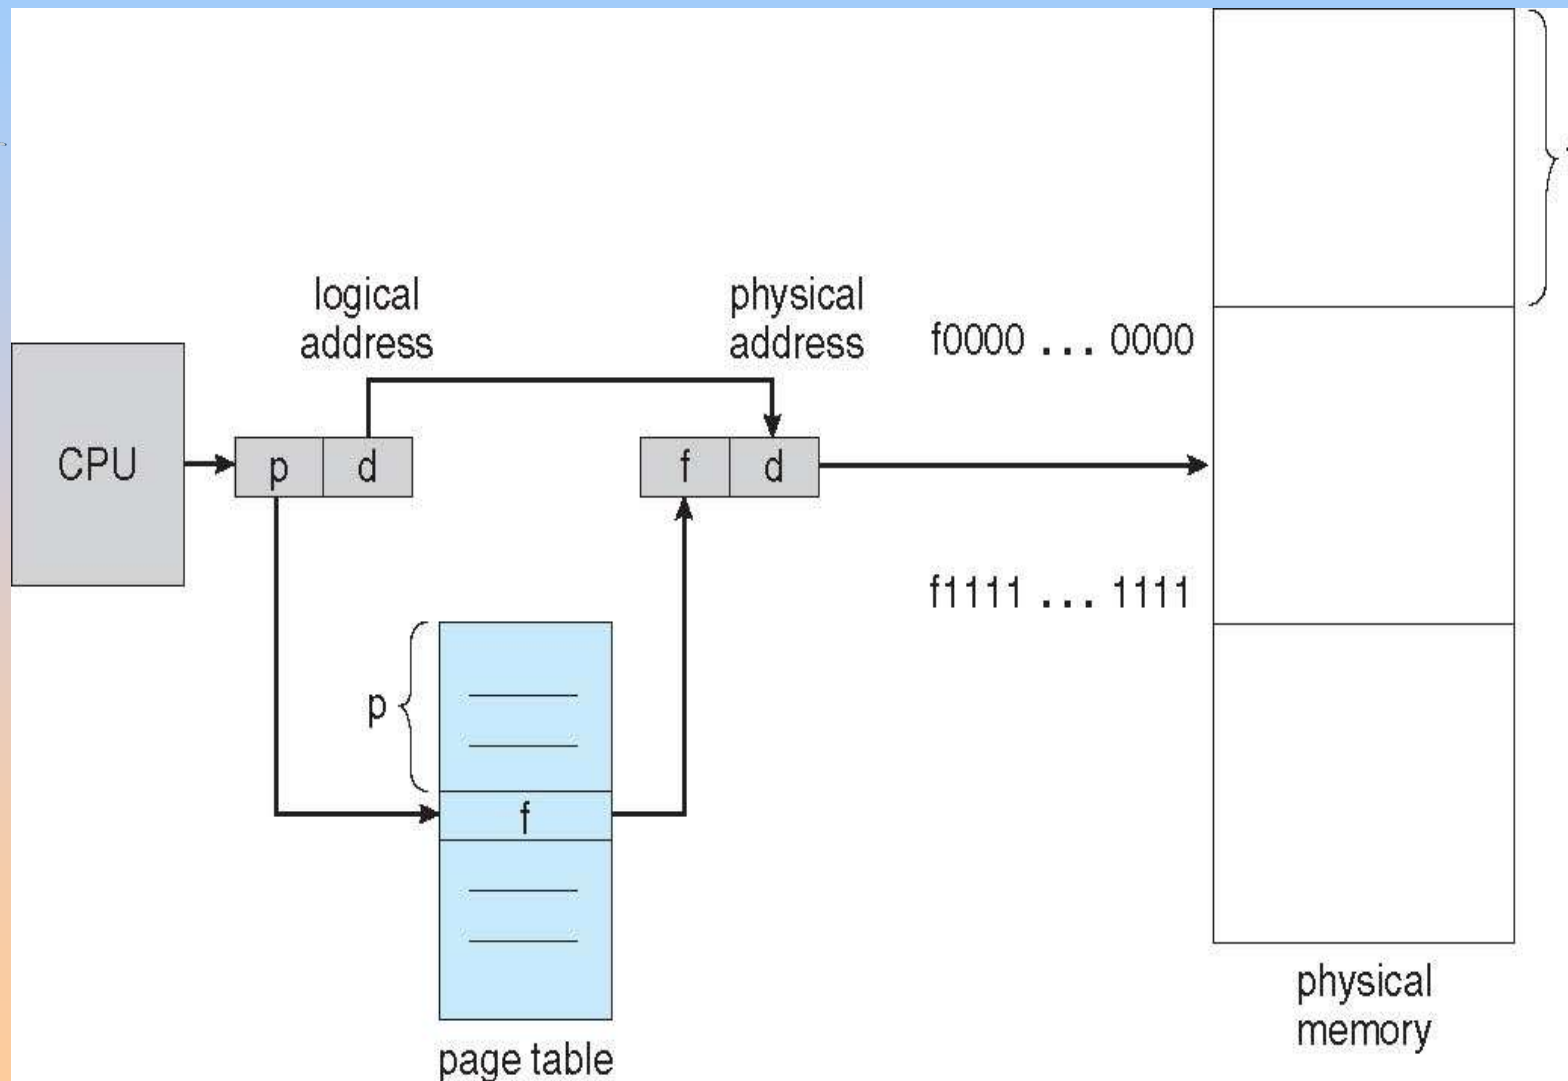 logical
address
physical
address
f0000 ... 0000
CPU
p
d
f
d
f1111 ... 1111
p
f
page table
physical
memory